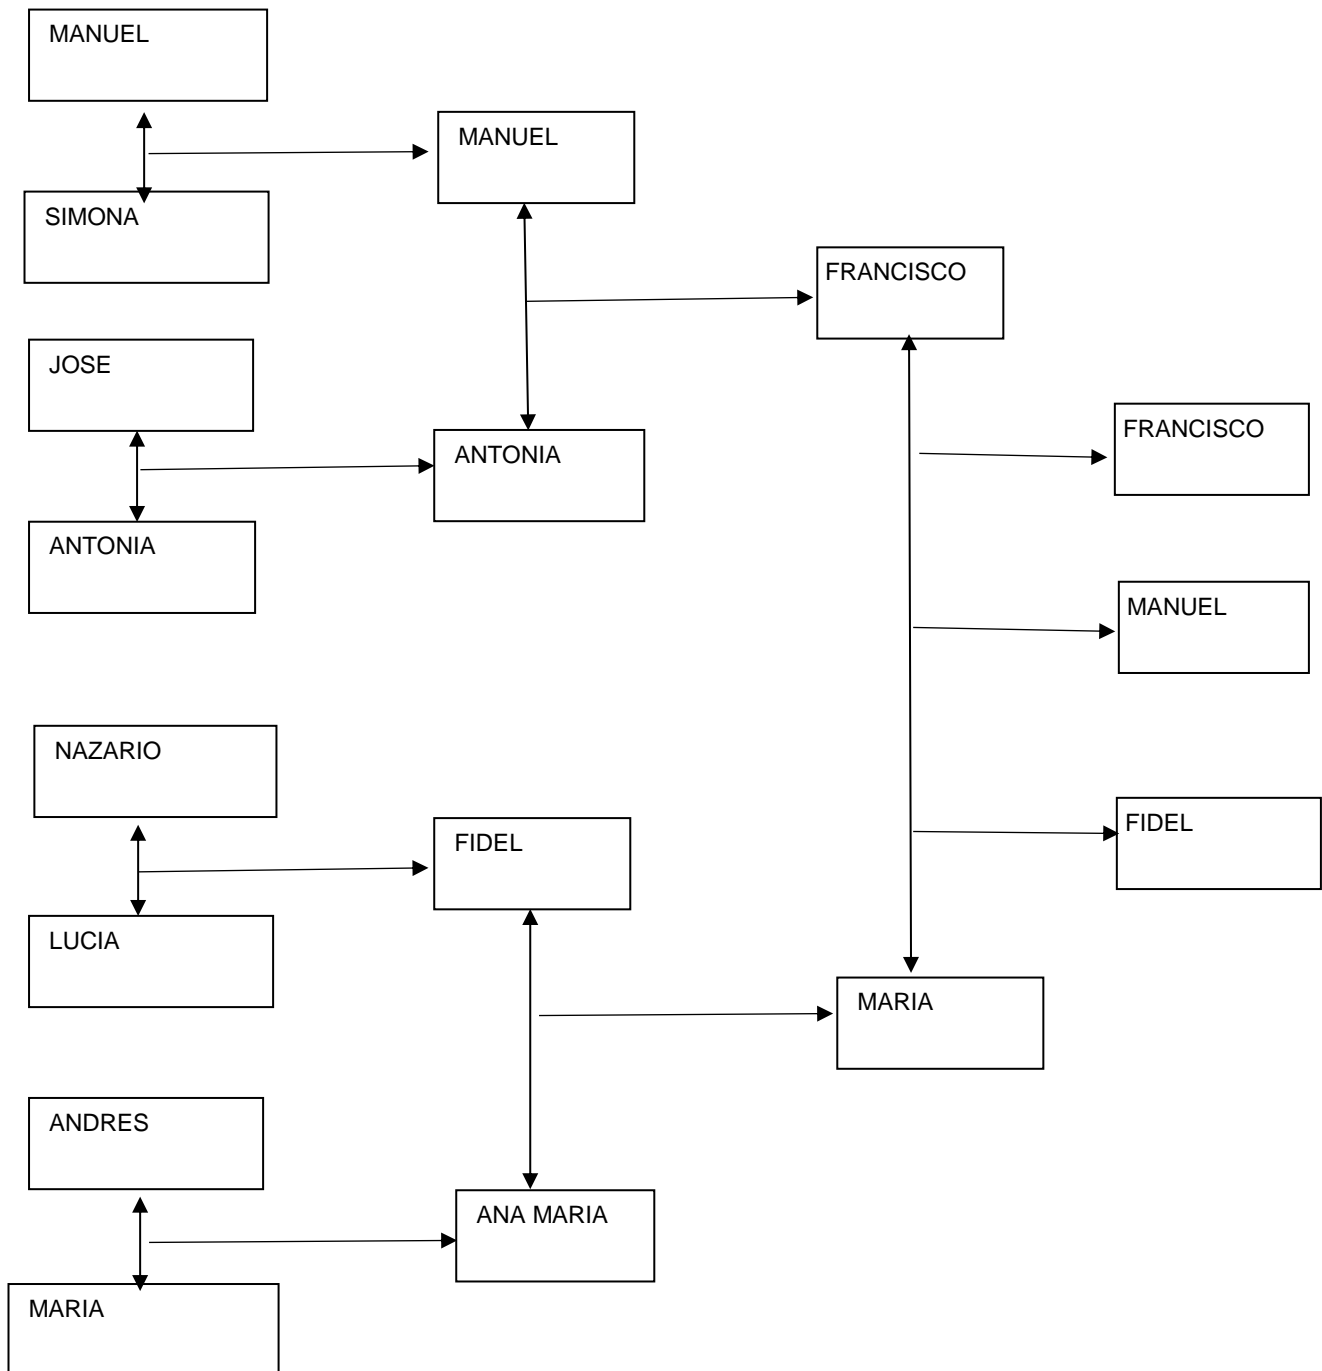 MANUEL
SIMONA
JOSE
ANTONIA
NAZARIO
LUCIA
ANDRES
MARIA
MANUEL
ANTONIA
FIDEL
ANA MARIA
FRANCISCO
MARIA
FRANCISCO
MANUEL
FIDEL